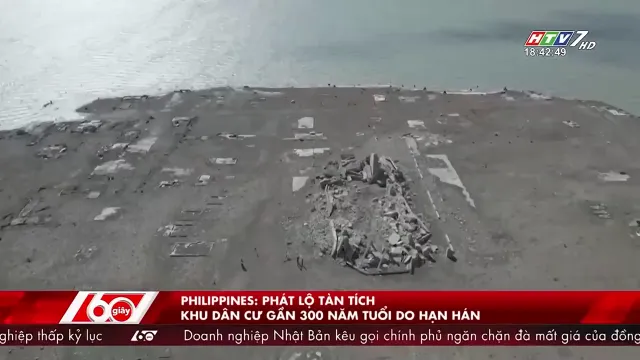 HTV7 HD
18:42:49
60 giây
PHILIPPINES: PHÁT LỘ TÀN TÍCH
KHU DÂN CƯ GẦN 300 NĂM TUỔI DO HẠN HÁN
nghiệp thấp kỷ lục 60 Doanh nghiệp Nhật Bản kêu gọi chính phủ ngăn chặn đà mất giá của đồng